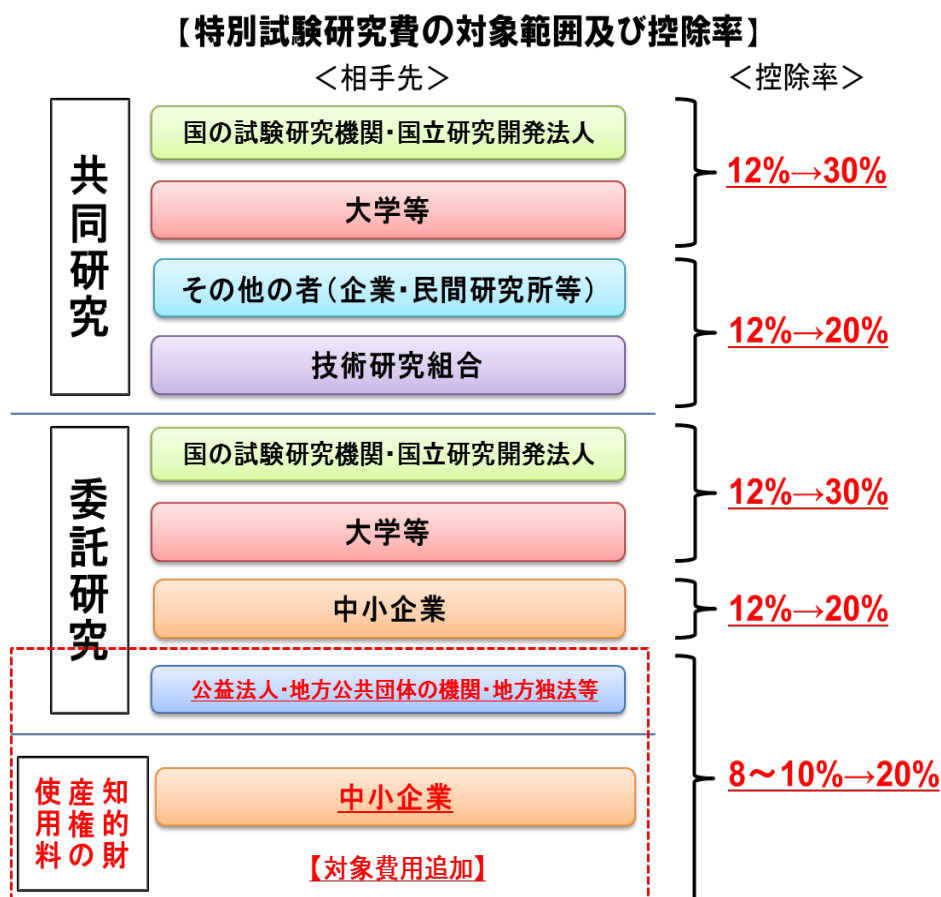 【特別試験研究費の対象範囲及び控除率】
＜相手先＞
＜控除率＞
共同研究
国の試験研究機関・国立研究開発法人
大学等
12%→30%
その他の者（企業・民間研究所等）
技術研究組合
12%→20%
委託研究
国の試験研究機関・国立研究開発法人
大学等
12%→30%
中小企業
12%→20%
公益法人・地方公共団体の機関・地方独法等
知的財
産権の
使用料
中小企業
8～10%→20%
【対象費用追加】